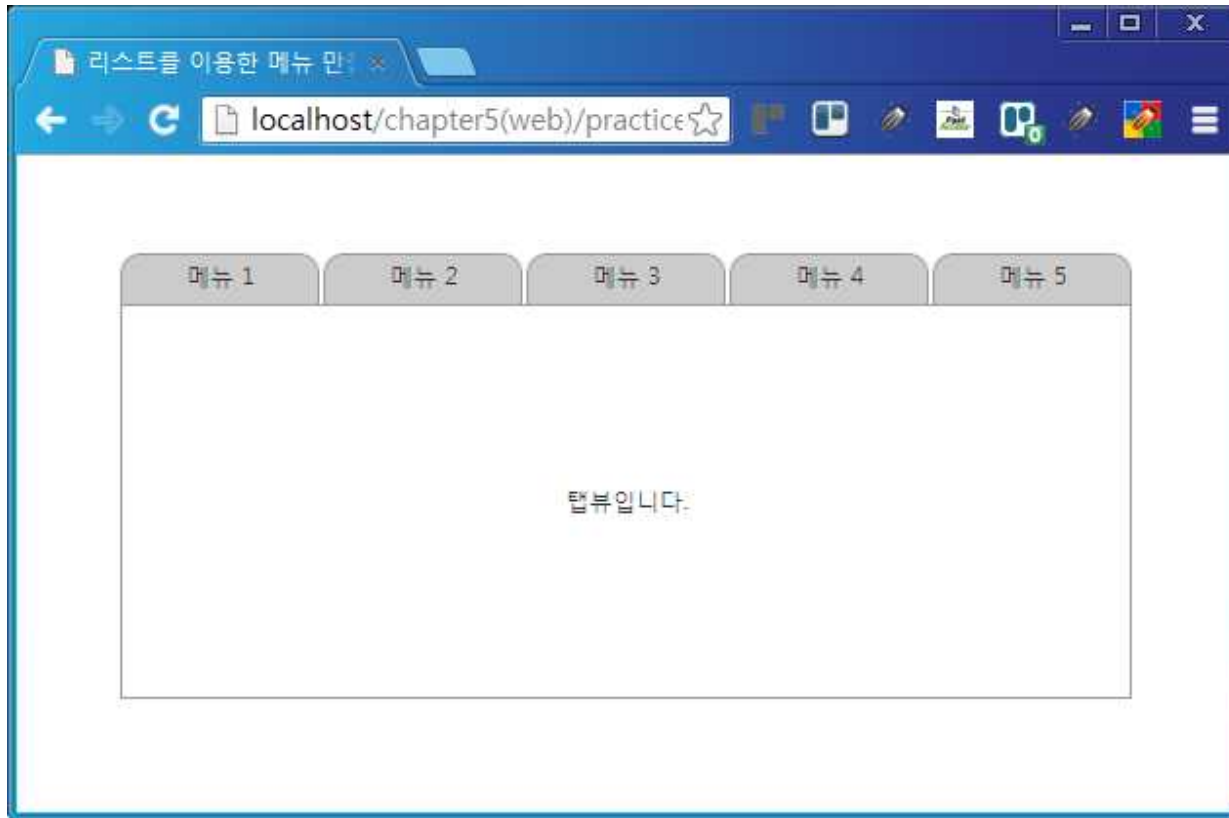 리스트를 이용한 메뉴 만
localhost/chapter5(web)/practice
메뉴 1
메뉴 2
메뉴 3
메뉴 4
메뉴 5
탭뷰입니다.